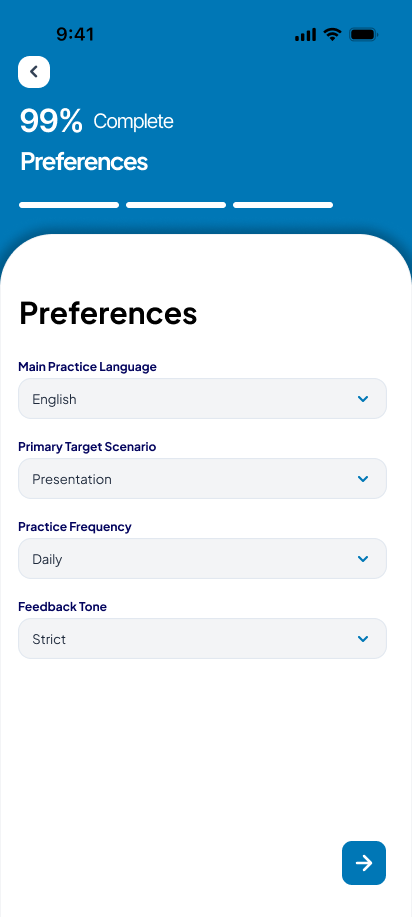 9:41
99% Complete
Preferences
Preferences
Main Practice Language
English
Primary Target Scenario
Presentation
Practice Frequency
Daily
Feedback Tone
Strict